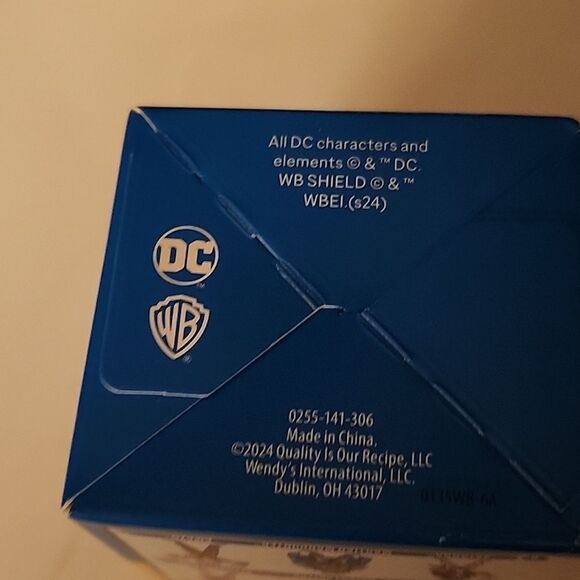 All DC characters and
elements © & ™ DC.
WB SHIELD © & ™
WBEI.(s24)
DC™
WB®
0255-141-306
Made in China.
©2024 Quality Is Our Recipe, LLC
Wendy's International, LLC.
Dublin, OH 43017